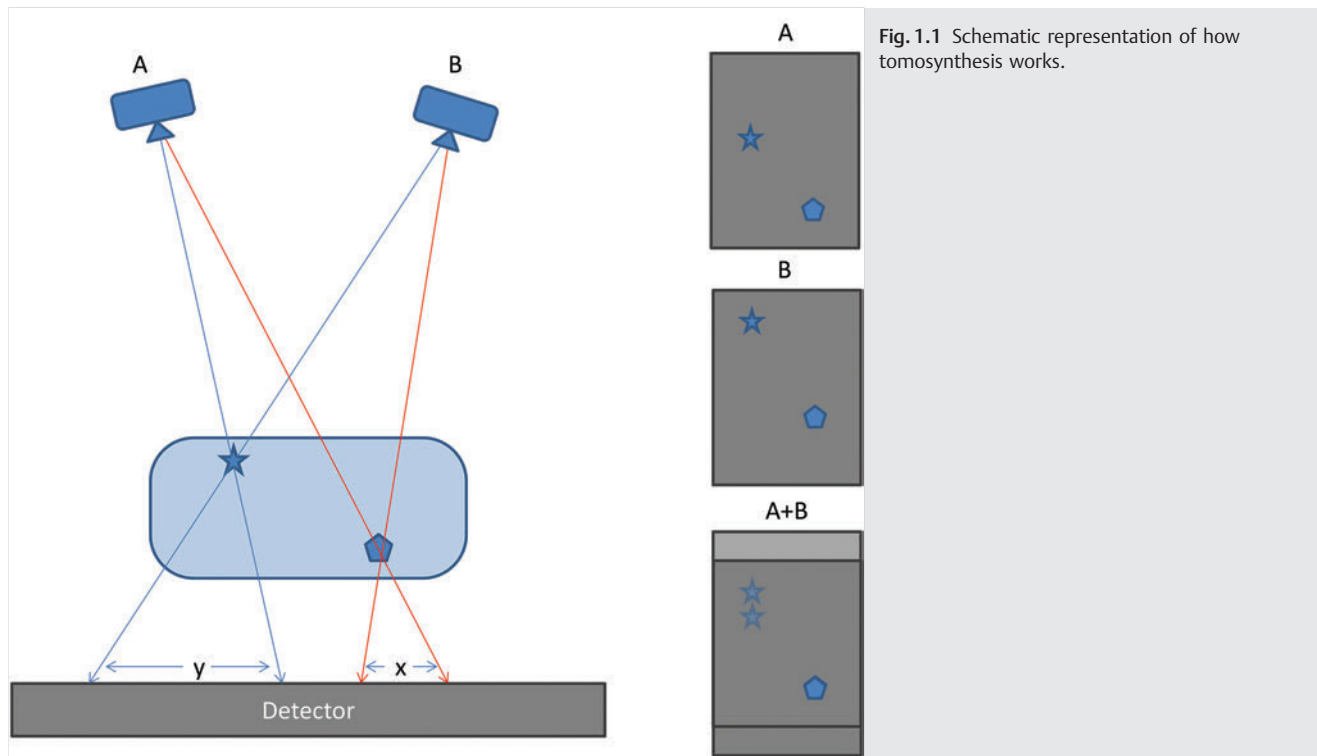 A
B
y
x
Detector
A
B
A+B
Fig. 1.1 Schematic representation of how
tomosynthesis works.